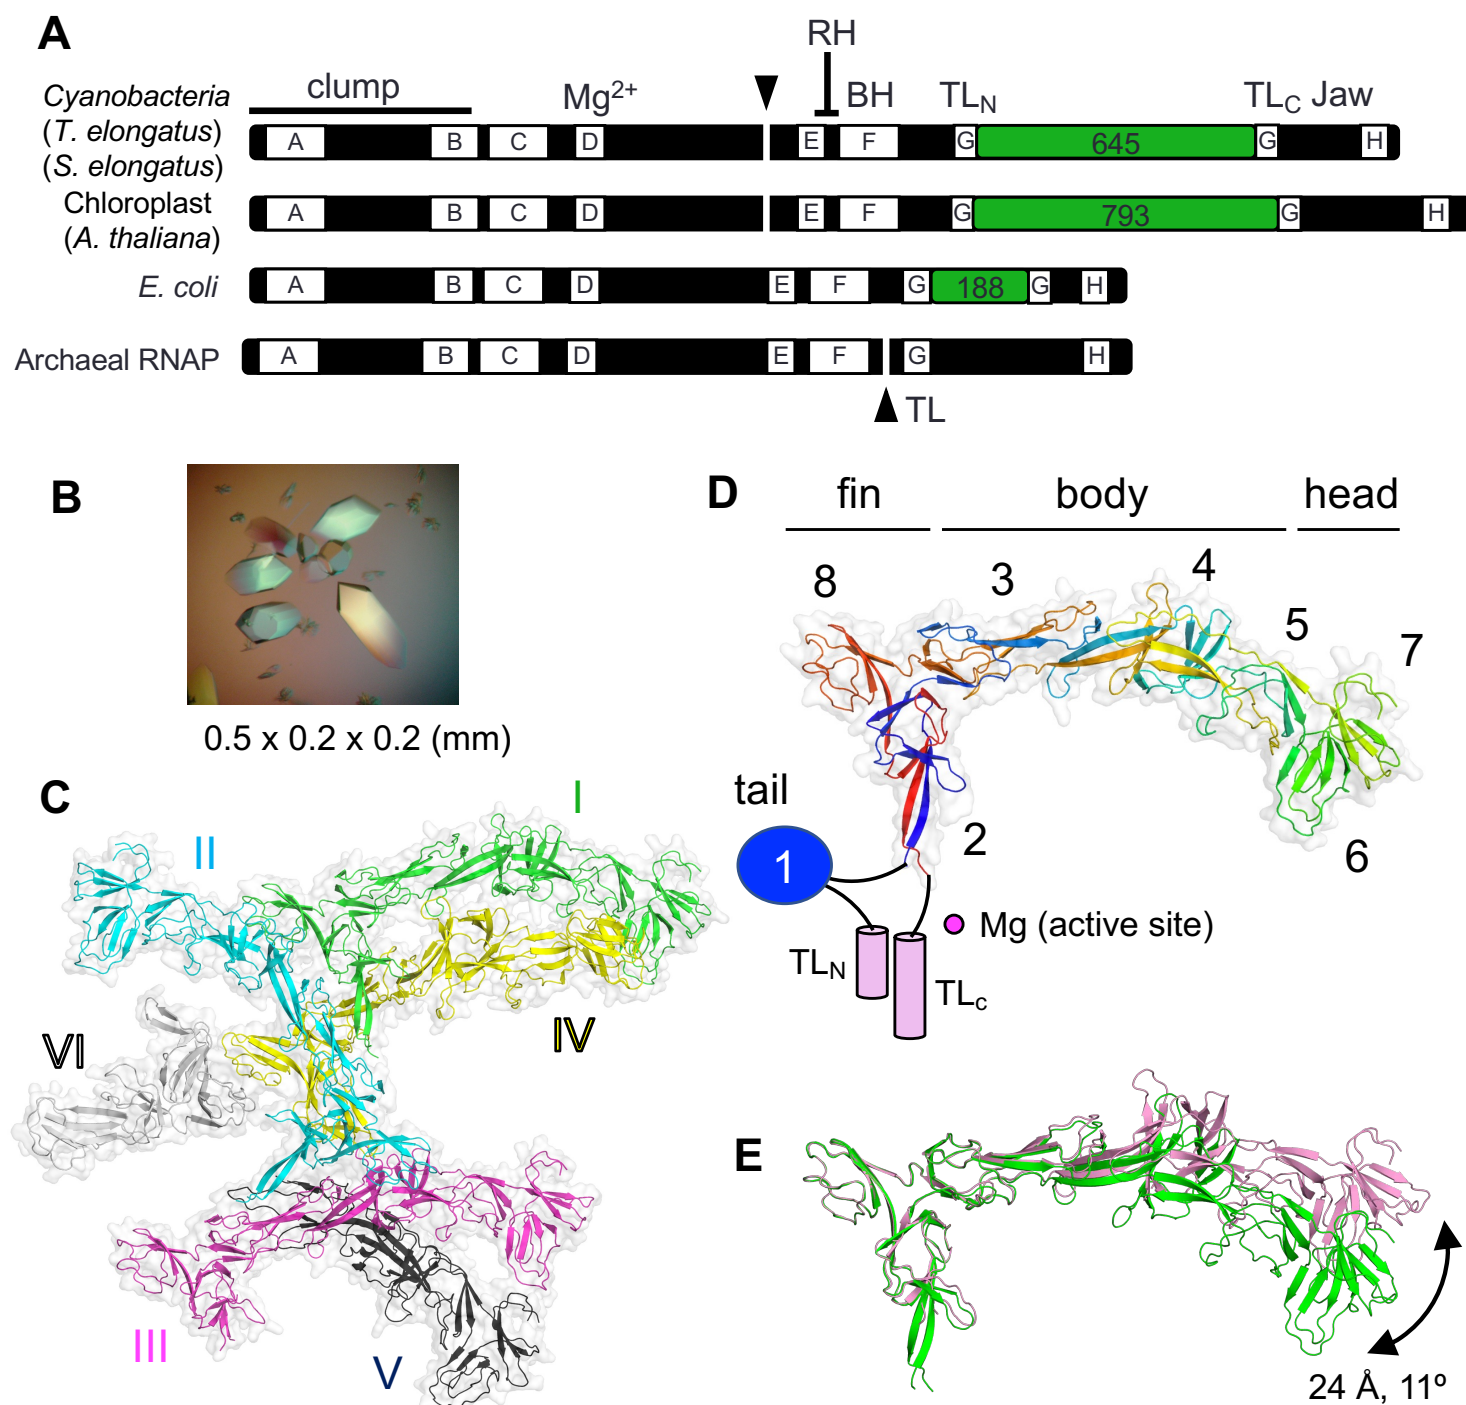 A
RH
clump
Mg2+
BH
TLN
TLC Jaw
Cyanobacteria
(T. elongatus)
(S. elongatus)
A B C D E F G 645 G H
Chloroplast
(A. thaliana)
A B C D E F G 793 G H
E. coli
A B C D E F G 188 G H
Archaeal RNAP
A B C D E F G H
TL
B
0.5 x 0.2 x 0.2 (mm)
C
I
II
IV
VI
III
V
D
fin body head
8
3
4
5
7
6
2
tail
1
Mg (active site)
TLN
TLc
E
24 Å, 11º